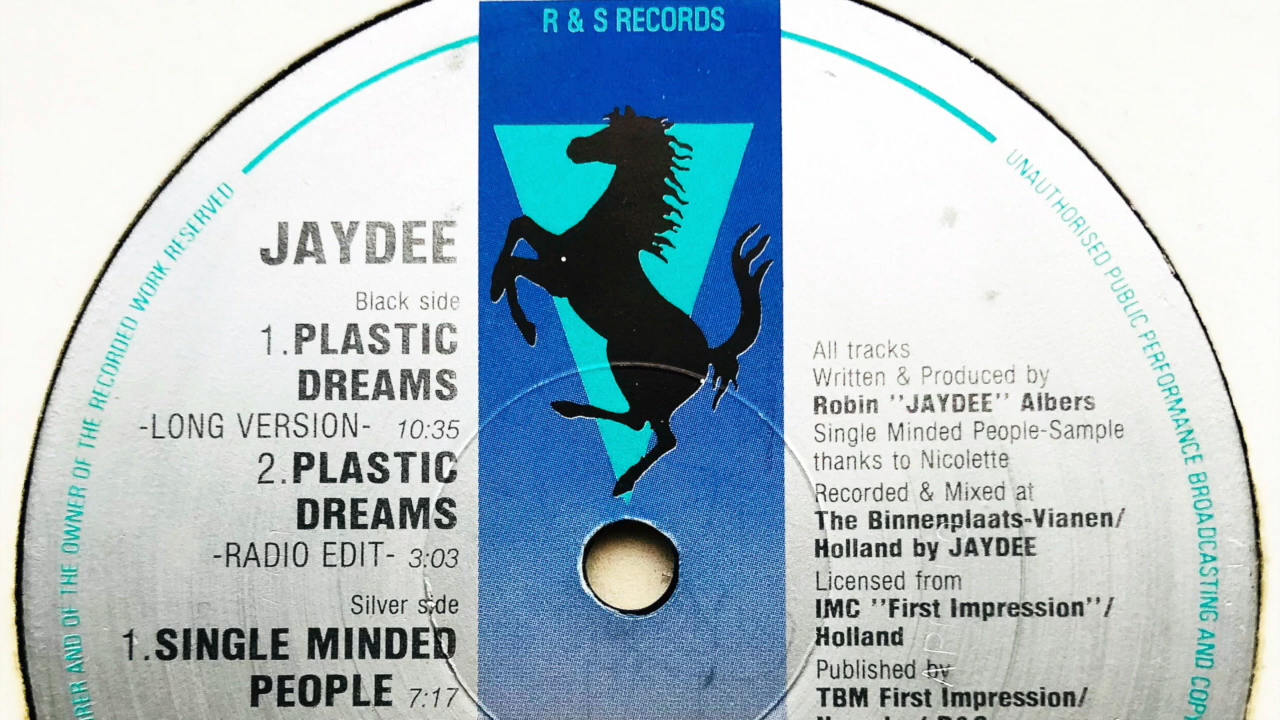 R & S RECORDS
JAYDEE
Black side
1.PLASTIC
DREAMS
-LONG VERSION- 10:35
2.PLASTIC
DREAMS
-RADIO EDIT- 3:03
Silver side
1.SINGLE MINDED
PEOPLE 7:17
All tracks
Written & Produced by
Robin "JAYDEE" Albers
Single Minded People-Sample
thanks to Nicolette
Recorded & Mixed at
The Binnenplaats-Vianen/
Holland by JAYDEE
Licensed from
IMC "First Impression"/
Holland
Published by
TBM First Impression/
AND OF THE OWNER OF THE RECORDED WORK RESERVED
UNAUTHORISED PUBLIC PERFORMANCE BROADCASTING AND